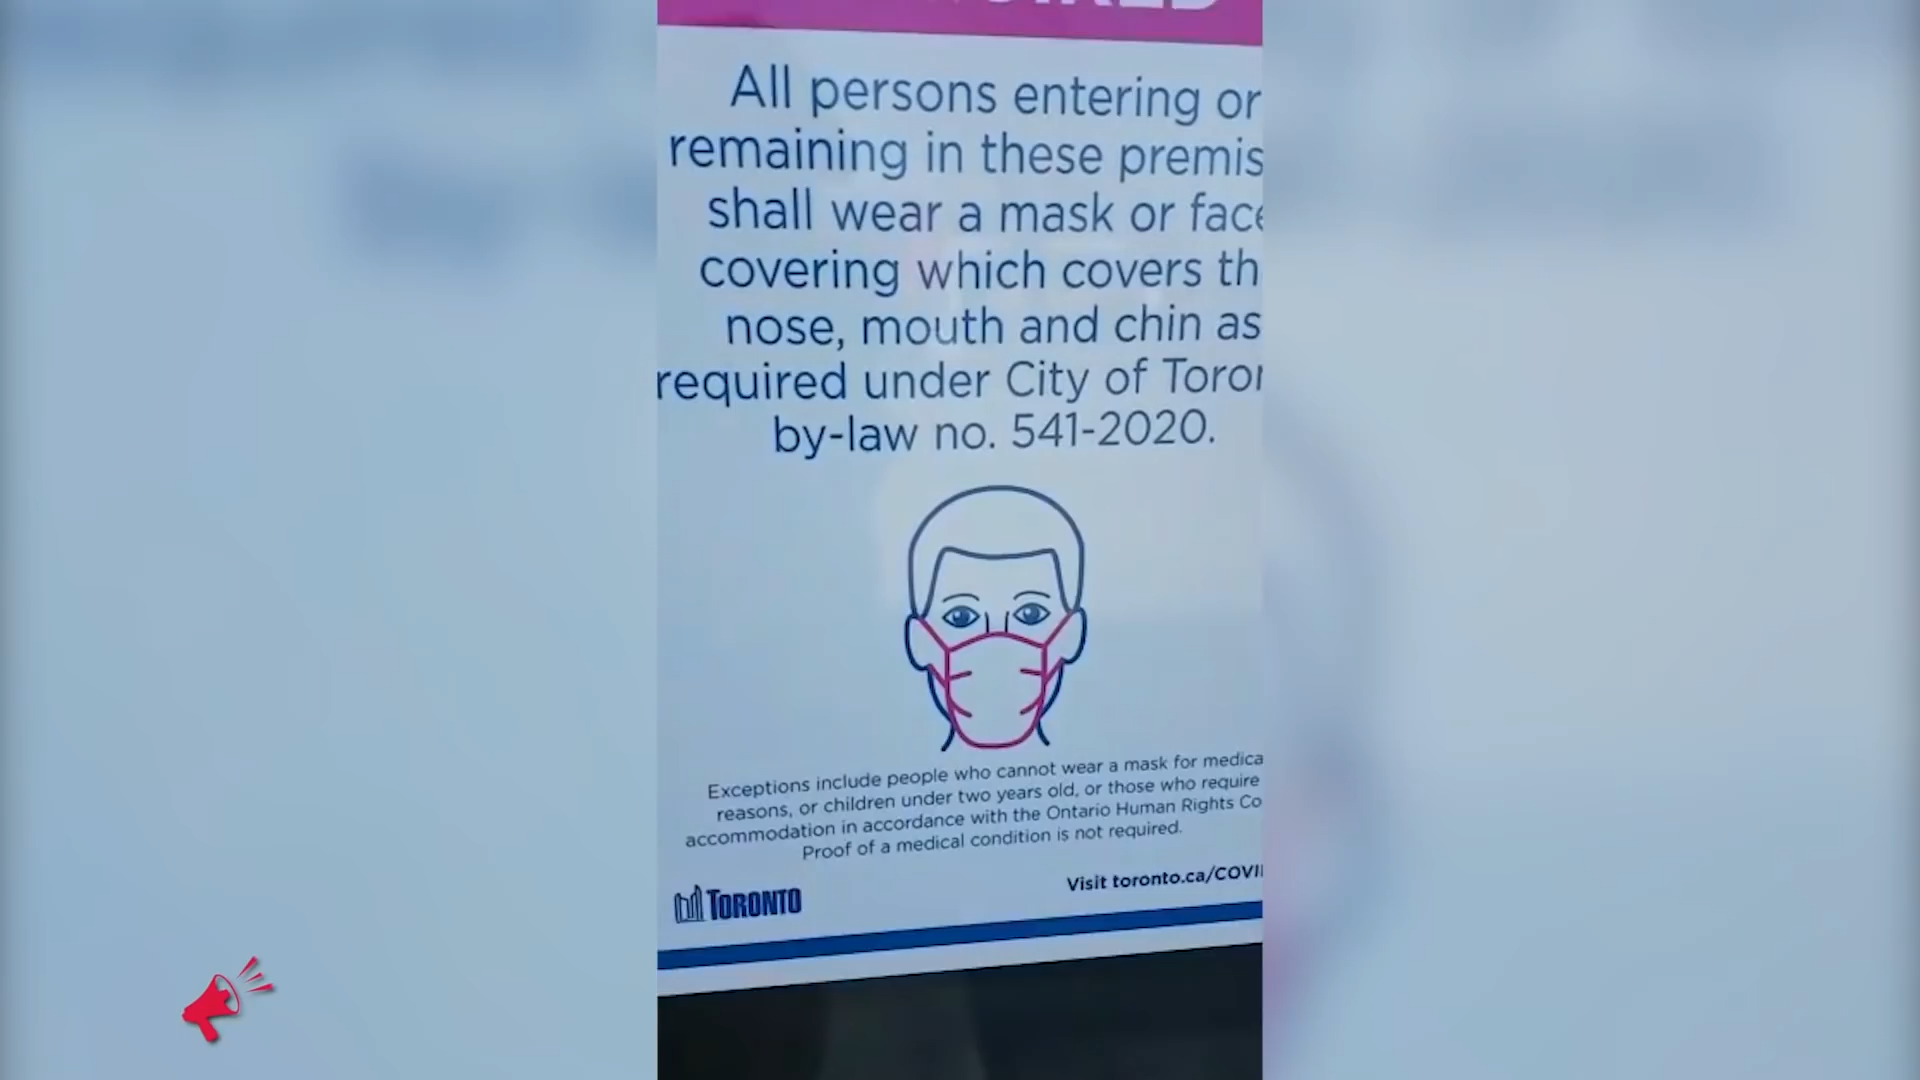 All persons entering or
remaining in these premis
shall wear a mask or face
covering which covers th
nose, mouth and chin as
required under City of Toron
by-law no. 541-2020.
Exceptions include people who cannot wear a mask for medica
reasons, or children under two years old, or those who require
accommodation in accordance with the Ontario Human Rights Co
Proof of a medical condition is not required.
Visit toronto.ca/COVI
TORONTO